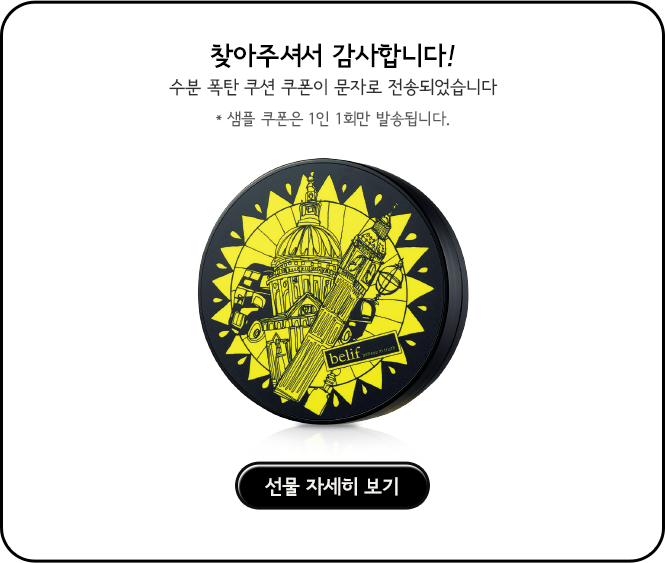 찾아주셔서 감사합니다!
수분 폭탄 쿠션 쿠폰이 문자로 전송되었습니다
* 샘플 쿠폰은 1인 1회만 발송됩니다.
belif
선물 자세히 보기